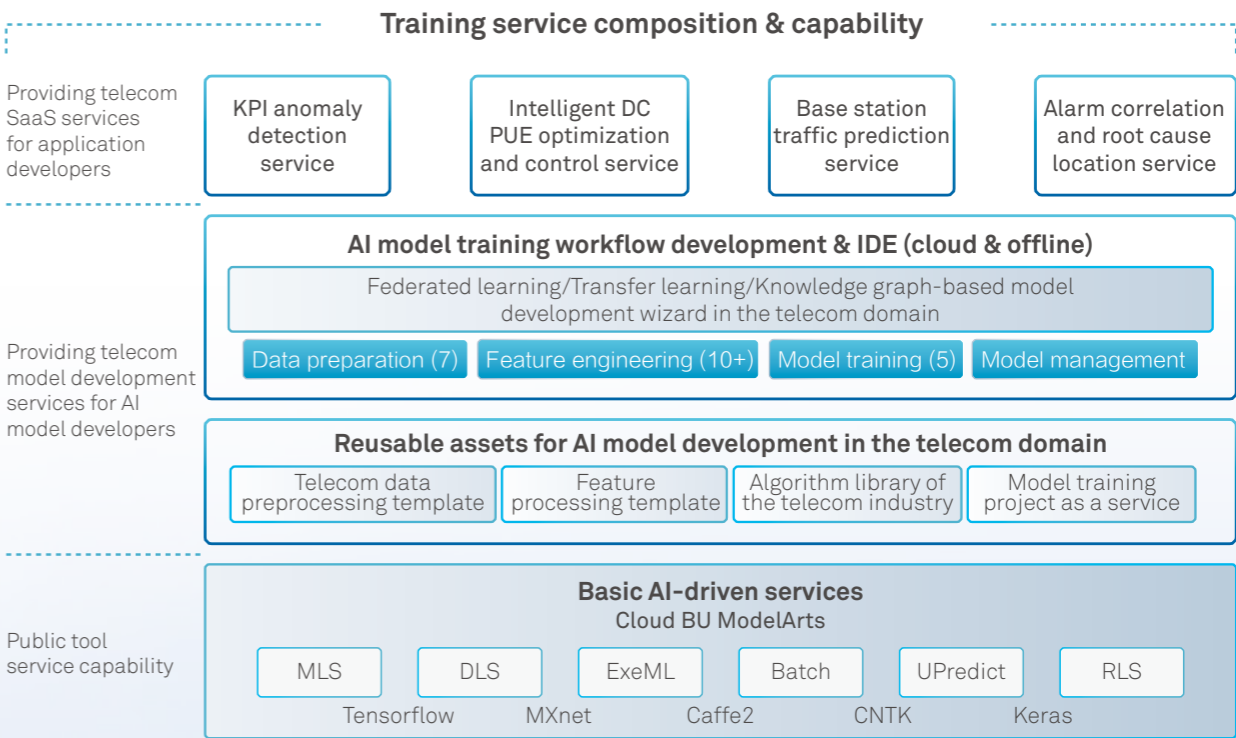 Training service composition & capability
Providing telecom
SaaS services
for application
developers
KPI anomaly
detection
service
Intelligent DC
PUE optimization
and control service
Base station
traffic prediction
service
Alarm correlation
and root cause
location service
Providing telecom
model development
services for AI
model developers
AI model training workflow development & IDE (cloud & offline)
Federated learning/Transfer learning/Knowledge graph-based model
development wizard in the telecom domain
Data preparation (7)
Feature engineering (10+)
Model training (5)
Model management
Reusable assets for AI model development in the telecom domain
Telecom data
preprocessing template
Feature
processing template
Algorithm library of
the telecom industry
Model training
project as a service
Public tool
service capability
Basic AI-driven services
Cloud BU ModelArts
MLS
DLS
ExeML
Batch
UPredict
RLS
Tensorflow
MXnet
Caffe2
CNTK
Keras